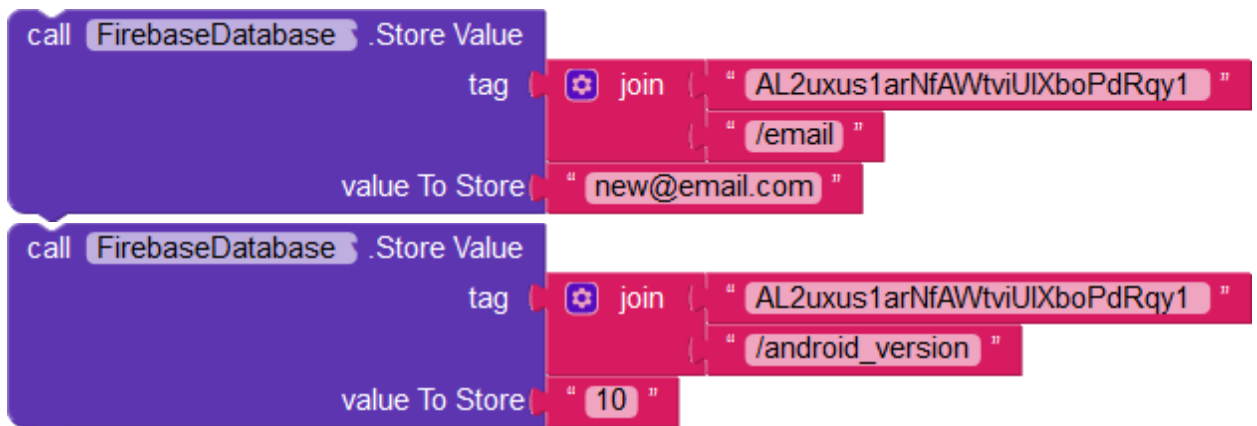 call FirebaseDatabase .Store Value
tag join " AL2uxus1arNfAWtviUlXboPdRqy1 "
" /email "
value To Store " new@email.com "
call FirebaseDatabase .Store Value
tag join " AL2uxus1arNfAWtviUlXboPdRqy1 "
" /android_version "
value To Store " 10 "